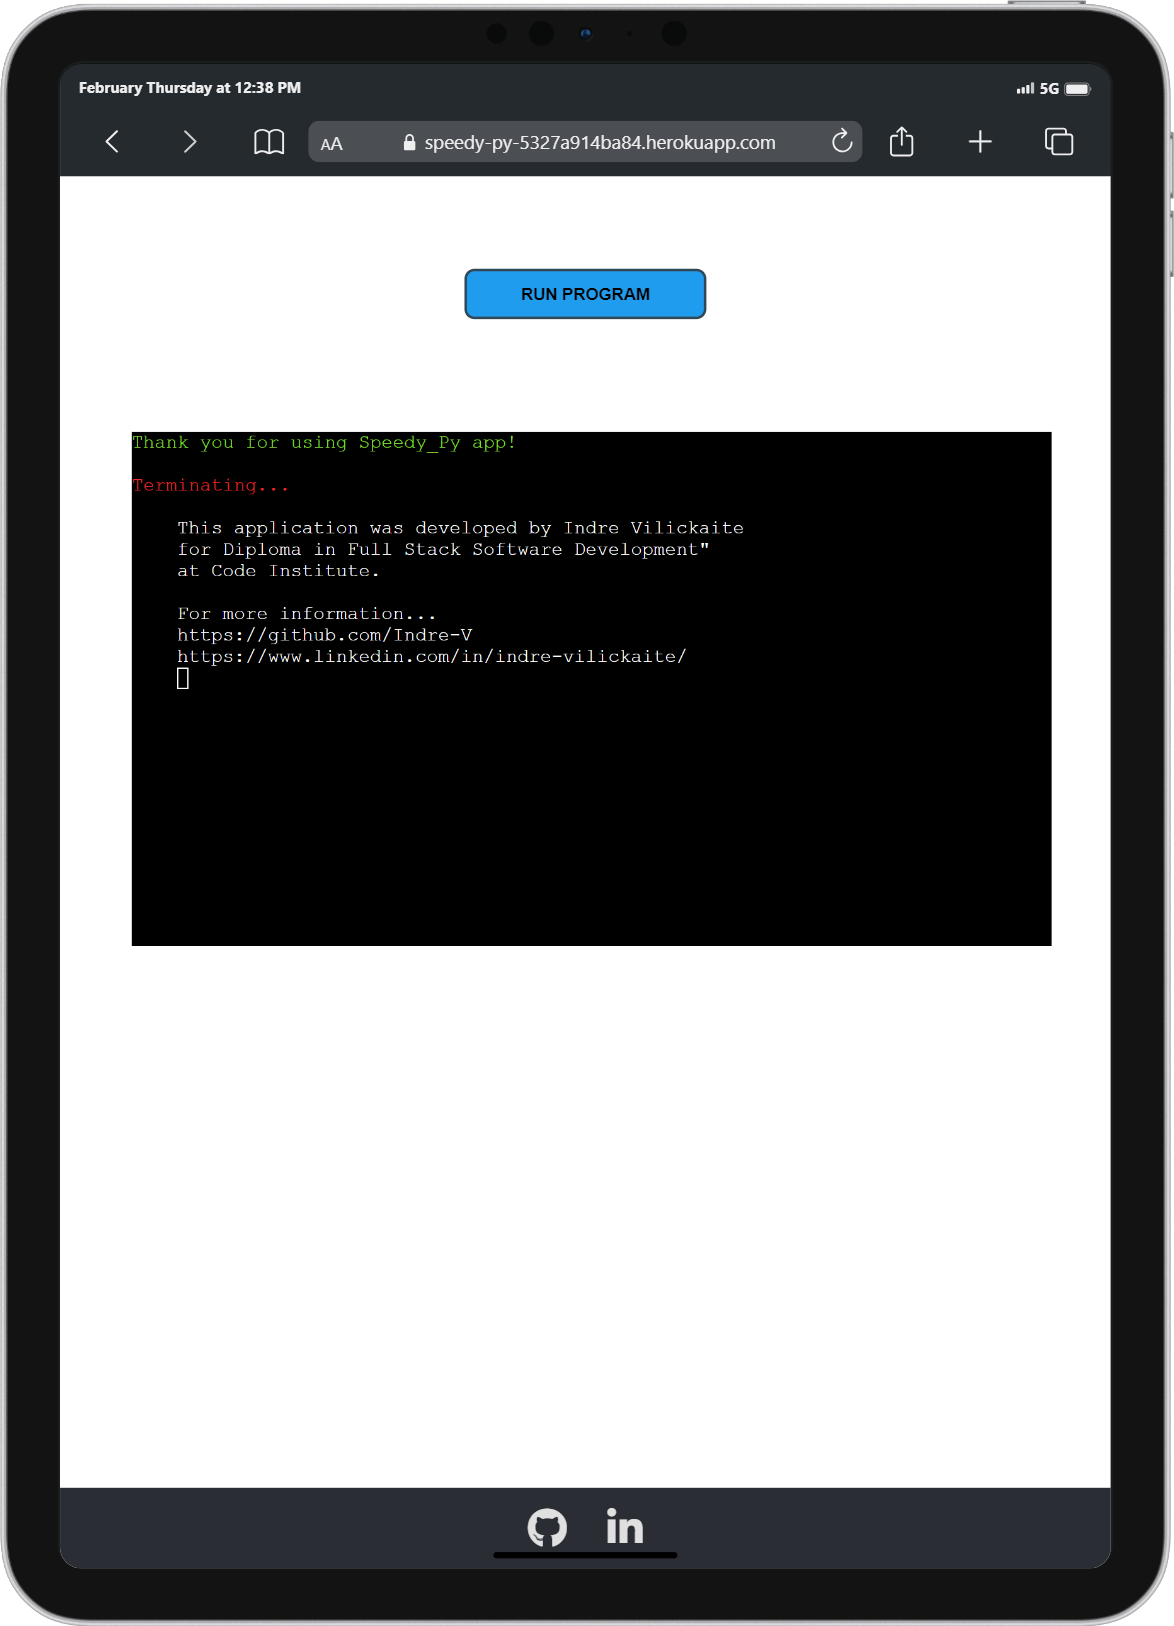 February Thursday at 12:38 PM
5G
AA
speedy-py-5327a914ba84.herokuapp.com
RUN PROGRAM
Thank you for using Speedy_Py app!
Terminating...
This application was developed by Indre Vilickaite
for Diploma in Full Stack Software Development"
at Code Institute.
For more information...
https://github.com/Indre-V
https://www.linkedin.com/in/indre-vilickaite/
in